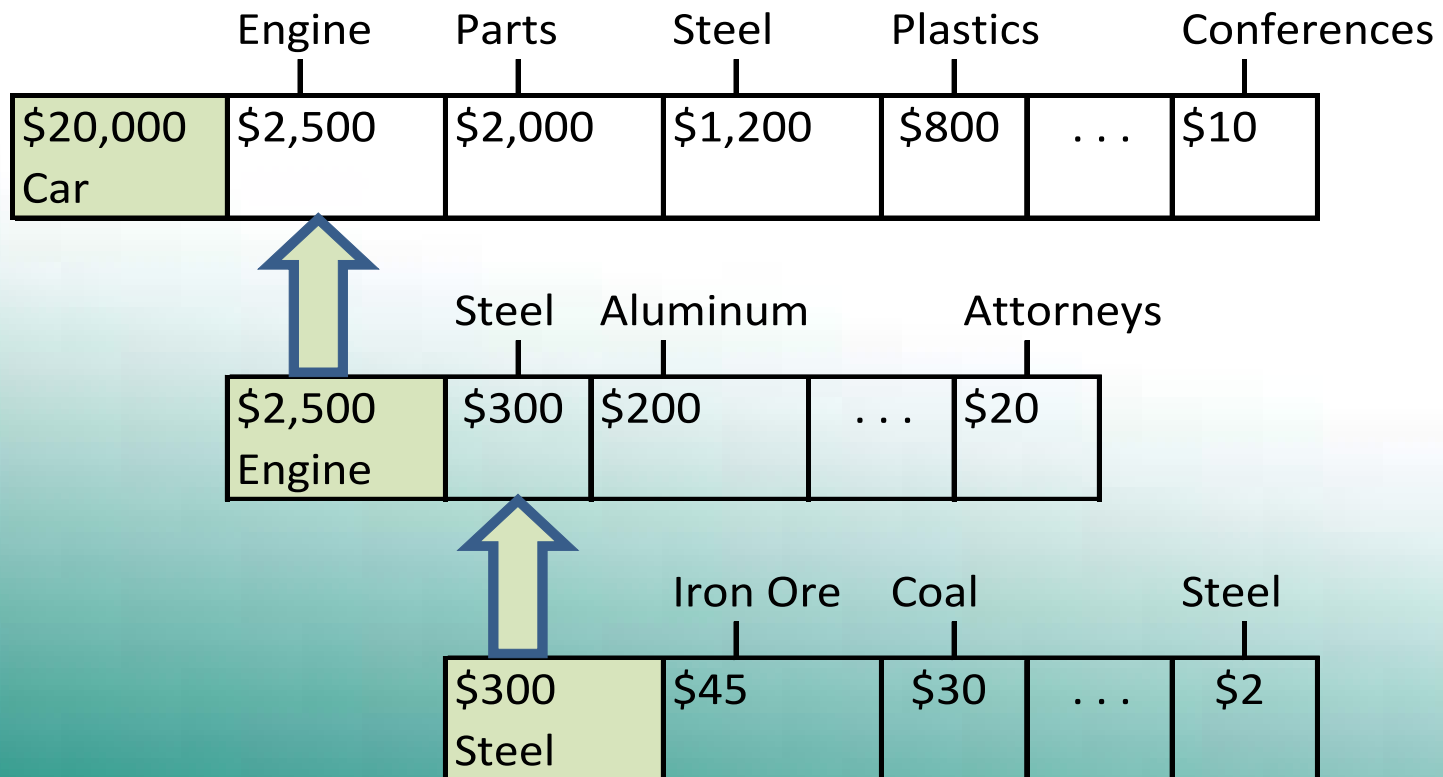 Engine Parts Steel Plastics Conferences
$20,000 $2,500 $2,000 $1,200 $800 . . . $10
Car
Steel Aluminum Attorneys
$2,500 $300 $200 . . . $20
Engine
Iron Ore Coal Steel
$300 $45 $30 . . . $2
Steel